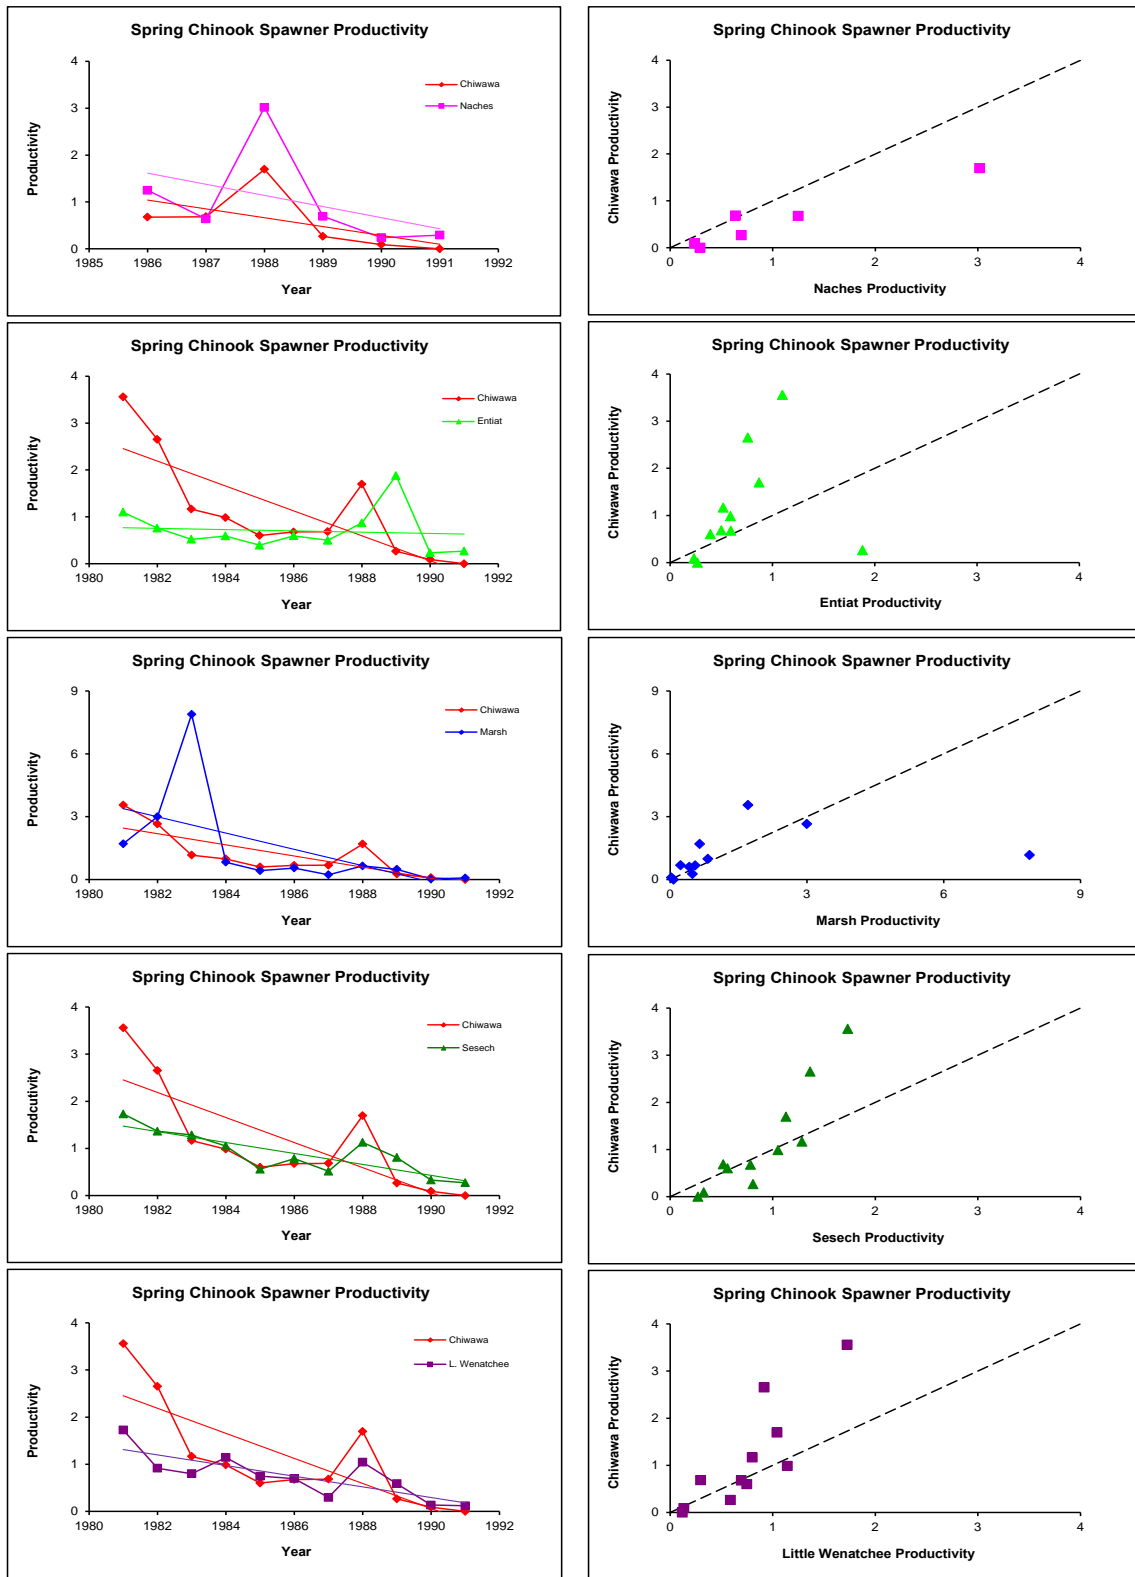 Spring Chinook Spawner Productivity
4
3
2
1
0
Productivity
Chiwawa
Naches
1985 1986 1987 1988 1989 1990 1991 1992
Year
Spring Chinook Spawner Productivity
4
3
2
1
0
Chiwawa Productivity
0 1 2 3 4
Naches Productivity
Spring Chinook Spawner Productivity
4
3
2
1
0
Productivity
Chiwawa
Entiat
1980 1982 1984 1986 1988 1990 1992
Year
Spring Chinook Spawner Productivity
4
3
2
1
0
Chiwawa Productivity
0 1 2 3 4
Entiat Productivity
Spring Chinook Spawner Productivity
9
6
3
0
Productivity
Chiwawa
Marsh
1980 1982 1984 1986 1988 1990 1992
Year
Spring Chinook Spawner Productivity
9
6
3
0
Chiwawa Productivity
0 3 6 9
Marsh Productivity
Spring Chinook Spawner Productivity
4
3
2
1
0
Prodcutivity
Chiwawa
Sesech
1980 1982 1984 1986 1988 1990 1992
Year
Spring Chinook Spawner Productivity
4
3
2
1
0
Chiwawa Productivity
0 1 2 3 4
Sesech Productivity
Spring Chinook Spawner Productivity
4
3
2
1
0
Productivity
Chiwawa
L. Wenatchee
1980 1982 1984 1986 1988 1990 1992
Year
Spring Chinook Spawner Productivity
4
3
2
1
0
Chiwawa Productivity
0 1 2 3 4
Little Wenatchee Productivity